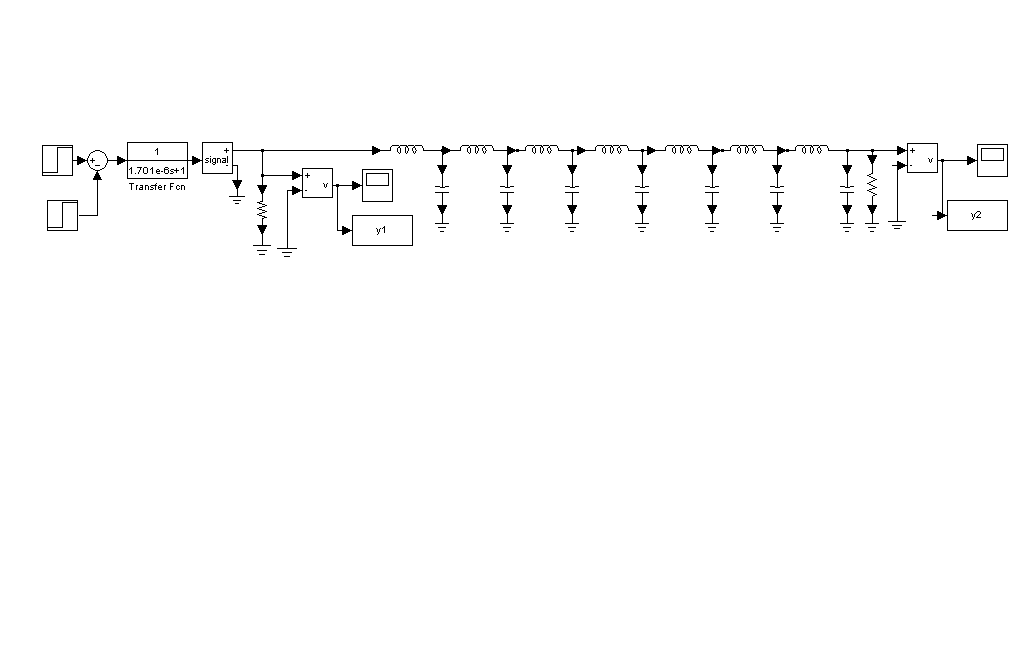 1
1.701e-6s+1
Transfer Fcn
+
-
signal
+
-
+
-
v
y1
+
-
v
y2